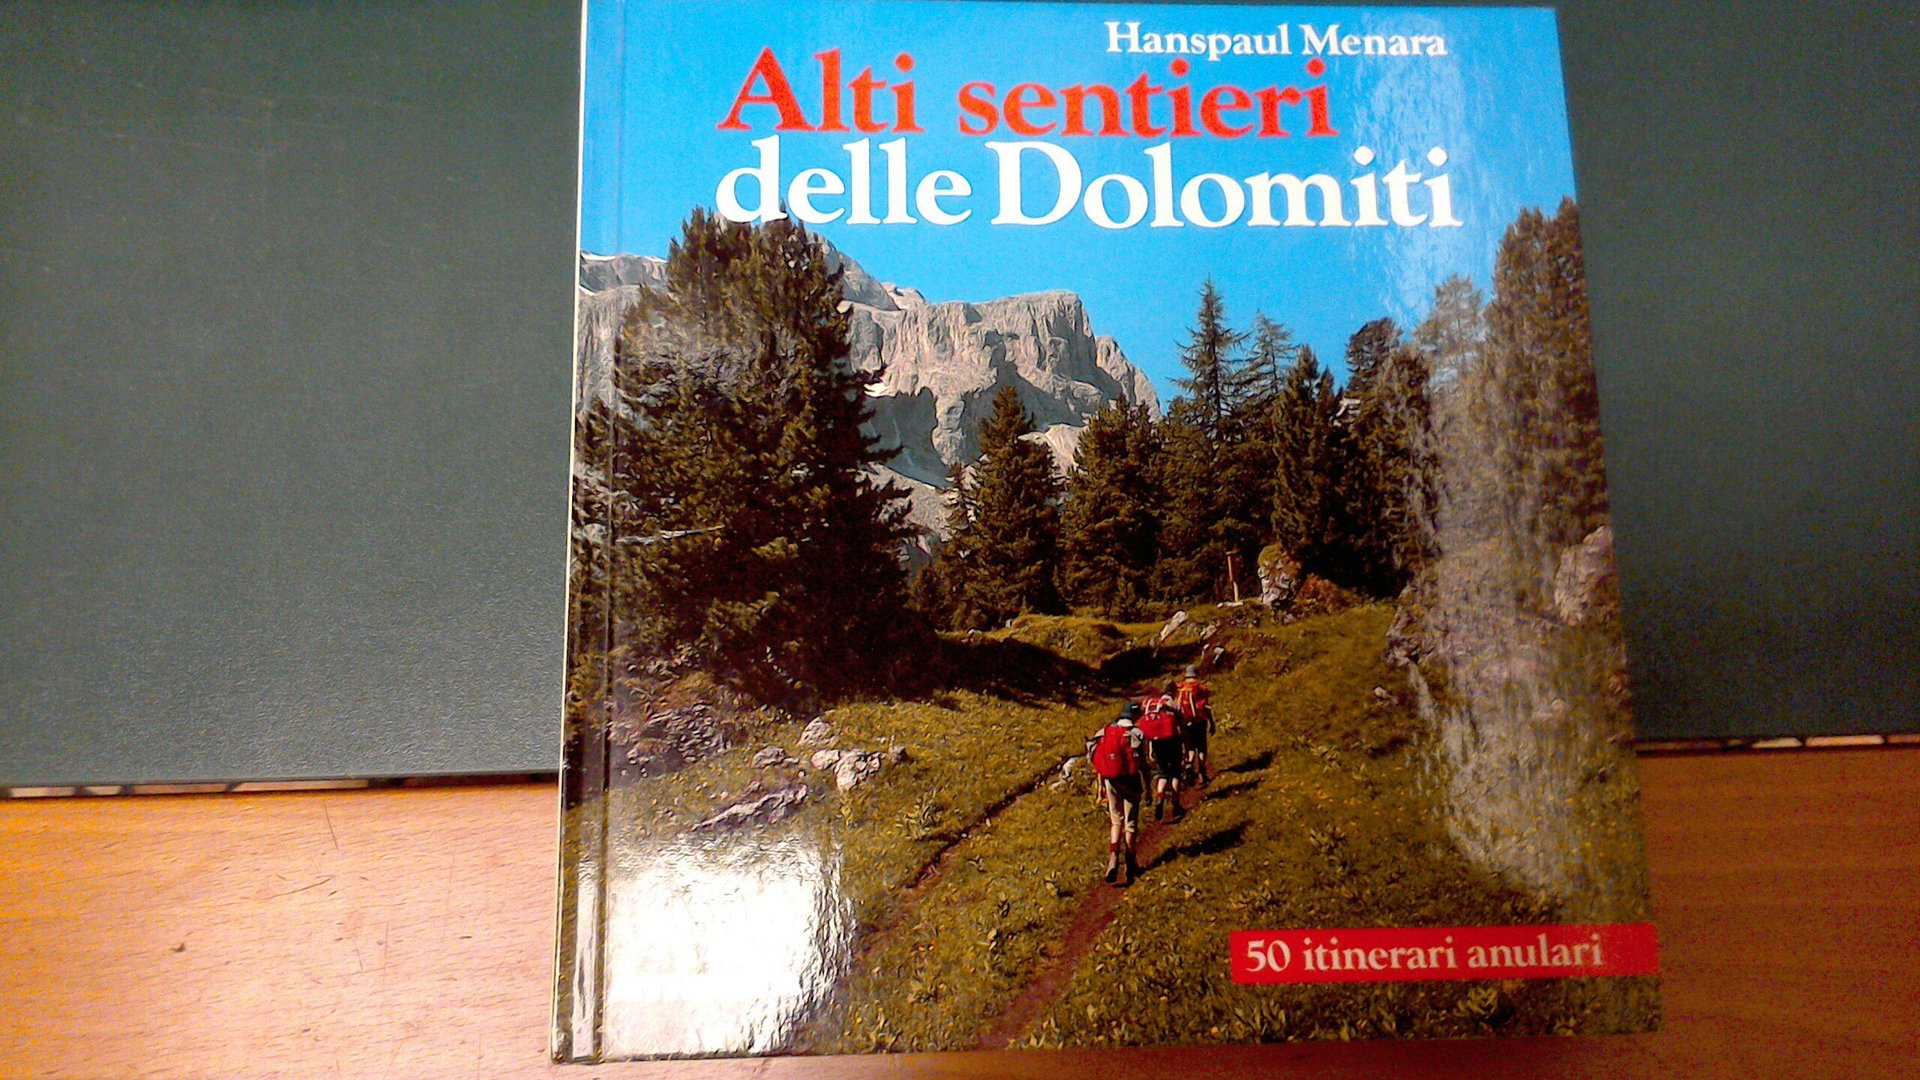 Hanspaul Menara
Alti sentieri
delle Dolomiti
50 itinerari anulari